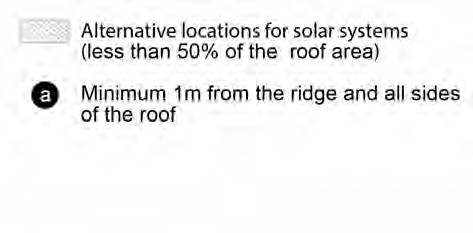 Alternative locations for solar systems
(less than 50% of the roof area)
a Minimum 1m from the ridge and all sides
of the roof